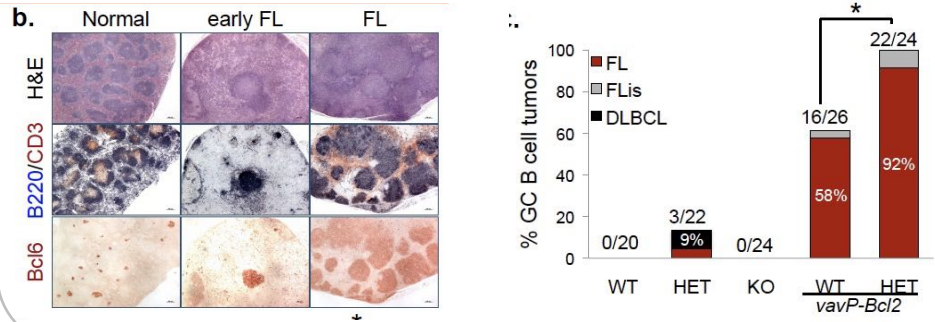 b.
Normal
early FL
FL
H&E
B220/CD3
Bcl6
*
c.
% GC B cell tumors
100
80
60
40
20
0
FL
FLis
DLBCL
*
0/20
3/22
9%
0/24
16/26
58%
22/24
92%
WT
HET
KO
WT
HET
vavP-Bcl2